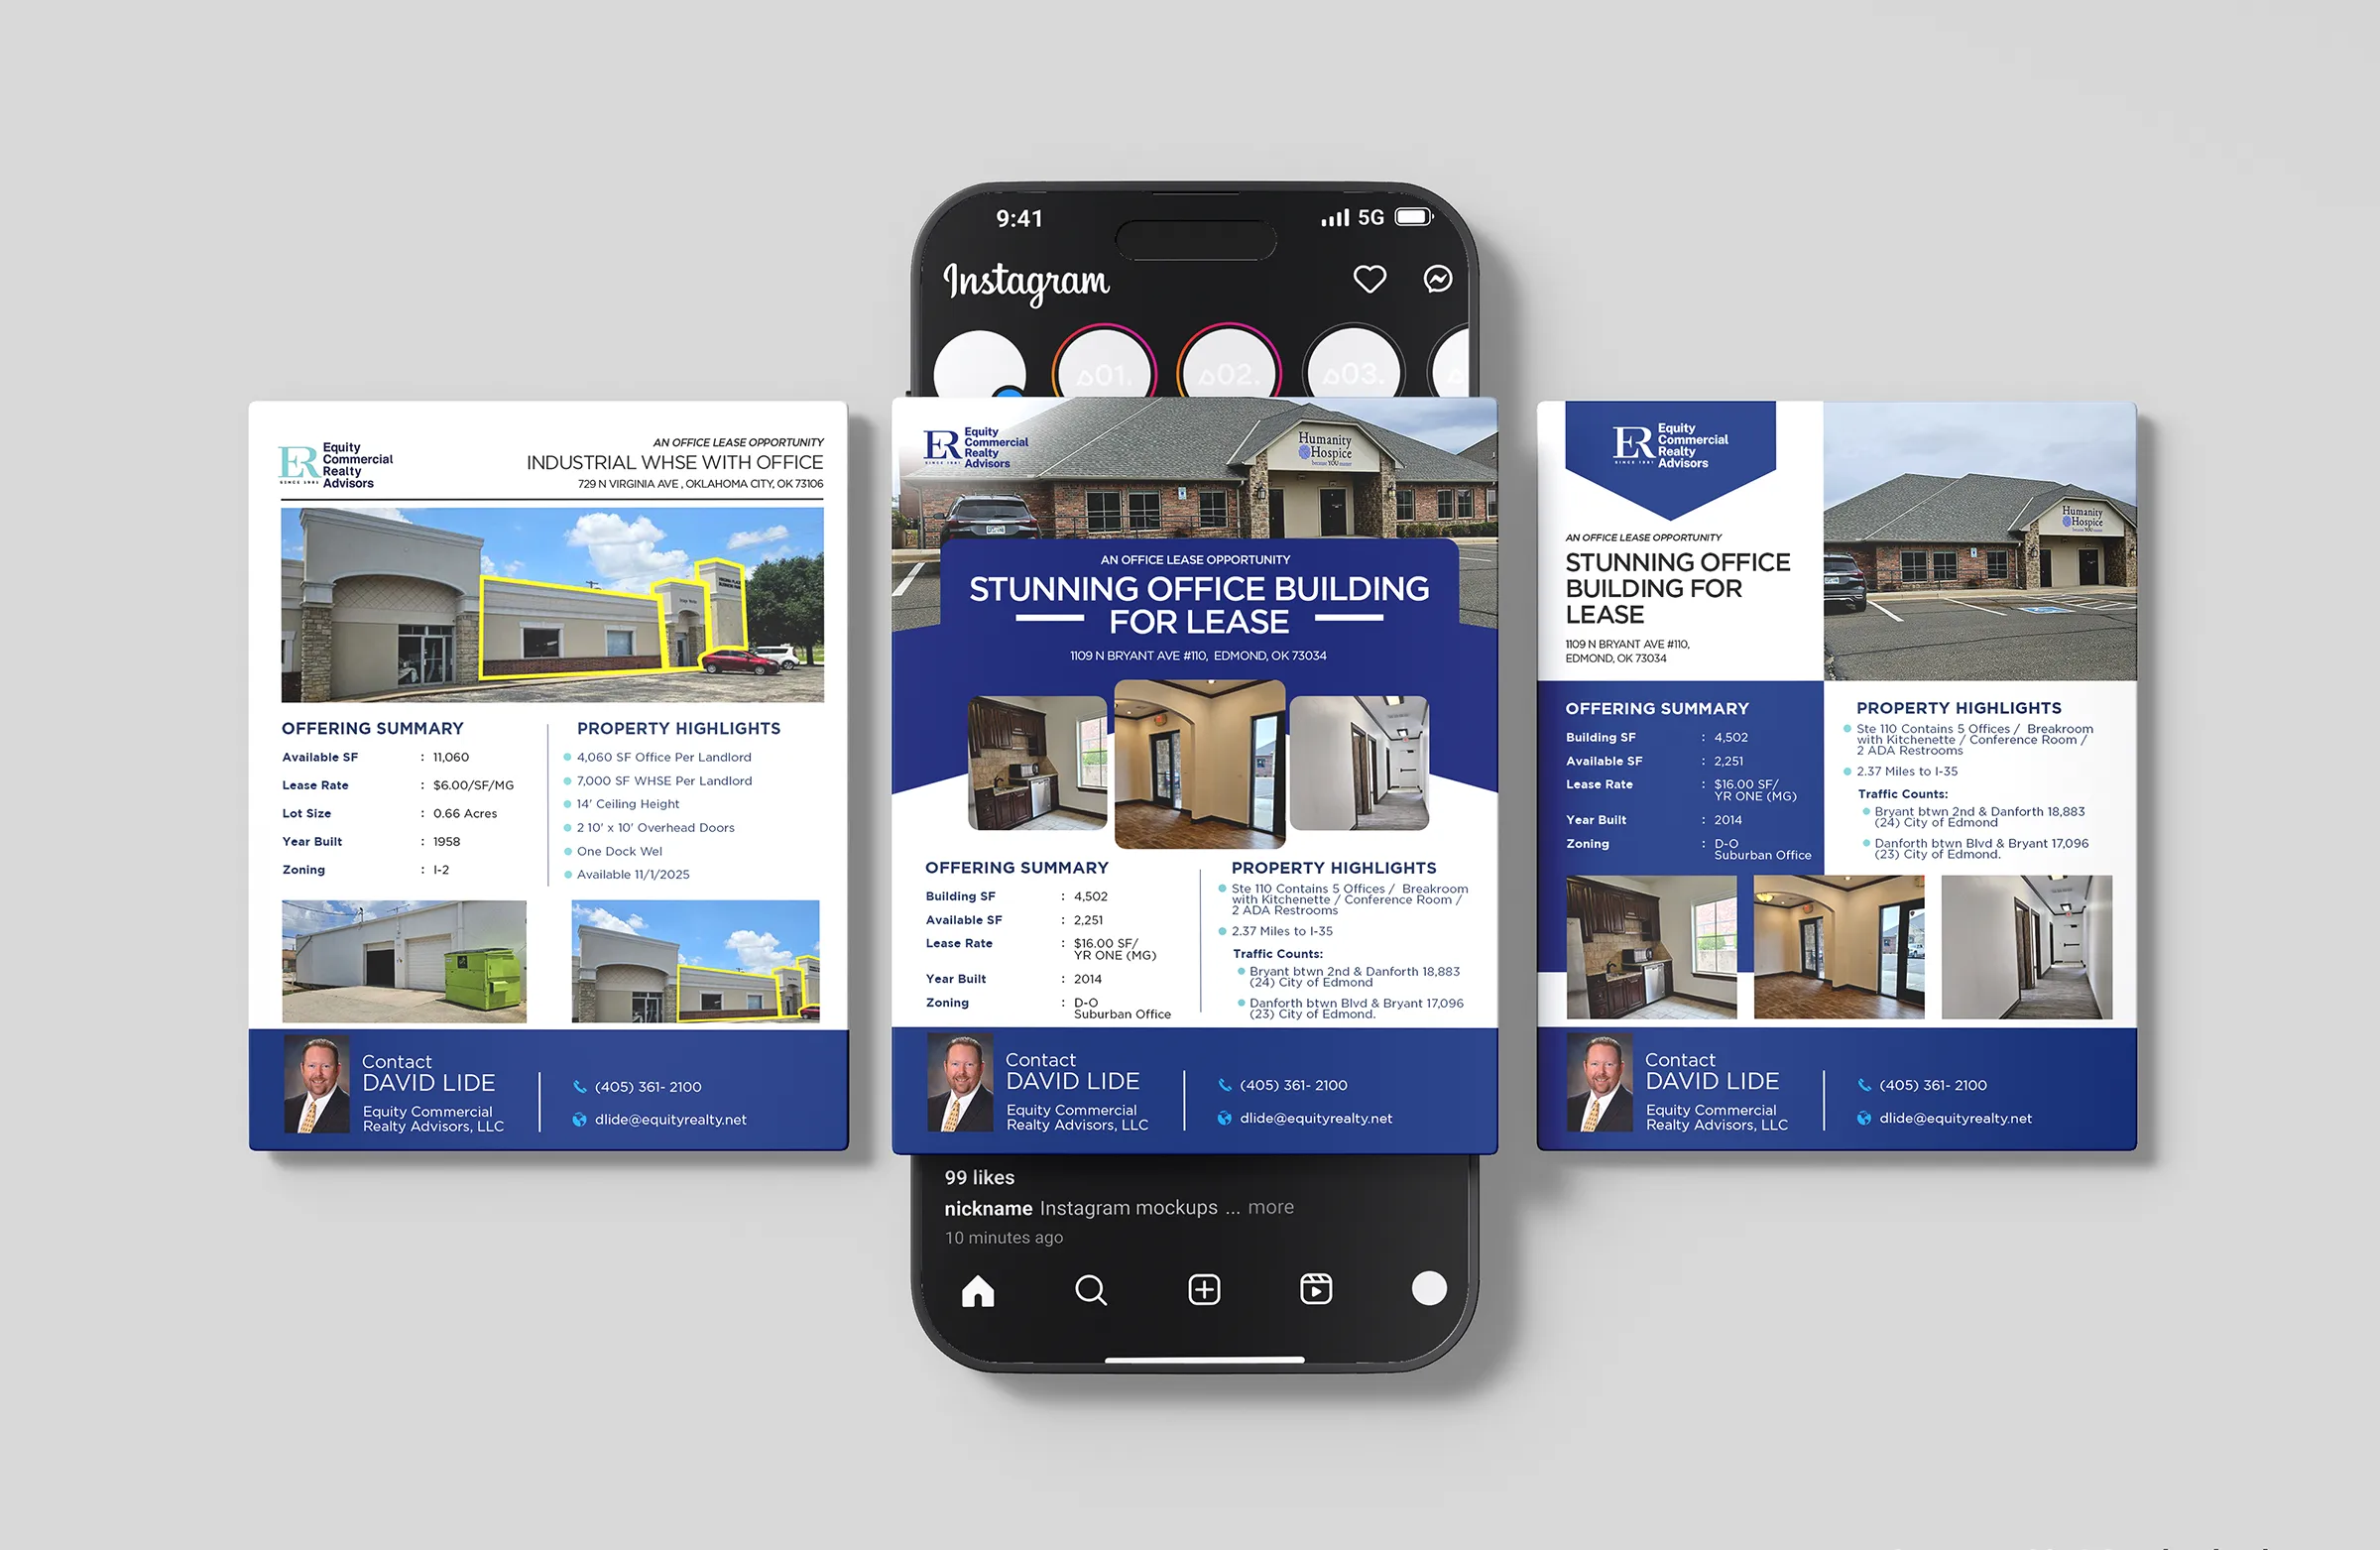 9:41
5G
Instagram
01.
02.
03.
ER
SINCE 1981
Equity
Commercial
Realty
Advisors
AN OFFICE LEASE OPPORTUNITY
INDUSTRIAL WHSE WITH OFFICE
729 N VIRGINIA AVE , OKLAHOMA CITY, OK 73106
OFFERING SUMMARY
Available SF : 11,060
Lease Rate : $6.00/SF/MG
Lot Size : 0.66 Acres
Year Built : 1958
Zoning : I-2
PROPERTY HIGHLIGHTS
4,060 SF Office Per Landlord
7,000 SF WHSE Per Landlord
14' Ceiling Height
2 10' x 10' Overhead Doors
One Dock Wel
Available 11/1/2025
Contact
DAVID LIDE
Equity Commercial
Realty Advisors, LLC
(405) 361- 2100
dlide@equityrealty.net
ER
SINCE 1981
Equity
Commercial
Realty
Advisors
Humanity
Hospice
because YOU matter
AN OFFICE LEASE OPPORTUNITY
STUNNING OFFICE BUILDING
FOR LEASE
1109 N BRYANT AVE #110, EDMOND, OK 73034
OFFERING SUMMARY
Building SF : 4,502
Available SF : 2,251
Lease Rate : $16.00 SF/
YR ONE (MG)
Year Built : 2014
Zoning : D-O
Suburban Office
PROPERTY HIGHLIGHTS
Ste 110 Contains 5 Offices / Breakroom
with Kitchenette / Conference Room /
2 ADA Restrooms
2.37 Miles to I-35
Traffic Counts:
Bryant btwn 2nd & Danforth 18,883
(24) City of Edmond
Danforth btwn Blvd & Bryant 17,096
(23) City of Edmond.
Contact
DAVID LIDE
Equity Commercial
Realty Advisors, LLC
(405) 361- 2100
dlide@equityrealty.net
ER
SINCE 1981
Equity
Commercial
Realty
Advisors
AN OFFICE LEASE OPPORTUNITY
STUNNING OFFICE
BUILDING FOR
LEASE
1109 N BRYANT AVE #110,
EDMOND, OK 73034
Humanity
Hospice
OFFERING SUMMARY
Building SF : 4,502
Available SF : 2,251
Lease Rate : $16.00 SF/
YR ONE (MG)
Year Built : 2014
Zoning : D-O
Suburban Office
PROPERTY HIGHLIGHTS
Ste 110 Contains 5 Offices / Breakroom
with Kitchenette / Conference Room /
2 ADA Restrooms
2.37 Miles to I-35
Traffic Counts:
Bryant btwn 2nd & Danforth 18,883
(24) City of Edmond
Danforth btwn Blvd & Bryant 17,096
(23) City of Edmond.
Contact
DAVID LIDE
Equity Commercial
Realty Advisors, LLC
(405) 361- 2100
dlide@equityrealty.net
99 likes
nickname Instagram mockups ... more
10 minutes ago